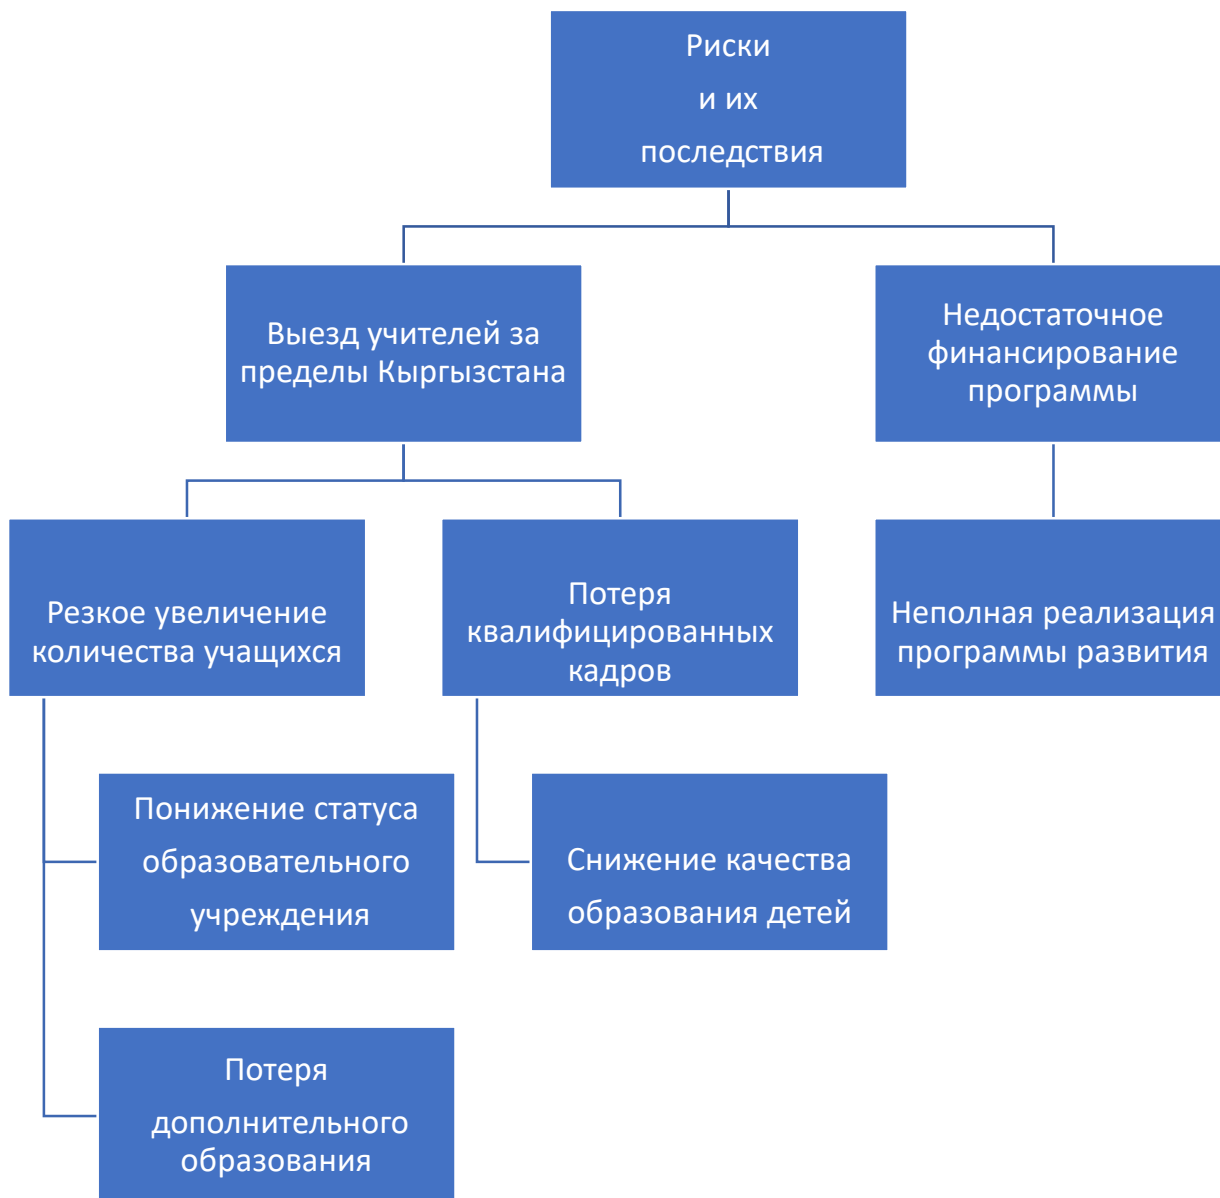 Риски
и их
последствия
Выезд учителей за
пределы Кыргызстана
Недостаточное
финансирование
программы
Резкое увеличение
количества учащихся
Потеря
квалифицированных
кадров
Неполная реализация
программы развития
Понижение статуса
образовательного
учреждения
Снижение качества
образования детей
Потеря
дополнительного
образования